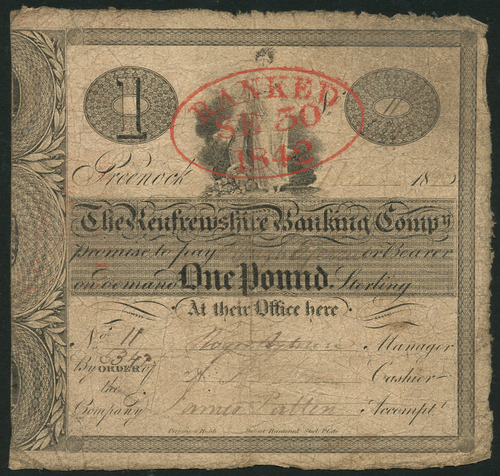 1
RANKED
SE 30
1842
Greenock 18
The Renfrewshire Banking Compy
promise to pay or Bearer
on demand One Pound Sterling
At their Office here
No. 11 Manager
By ORDER of Cashier
the
Company James Patten Accompt.